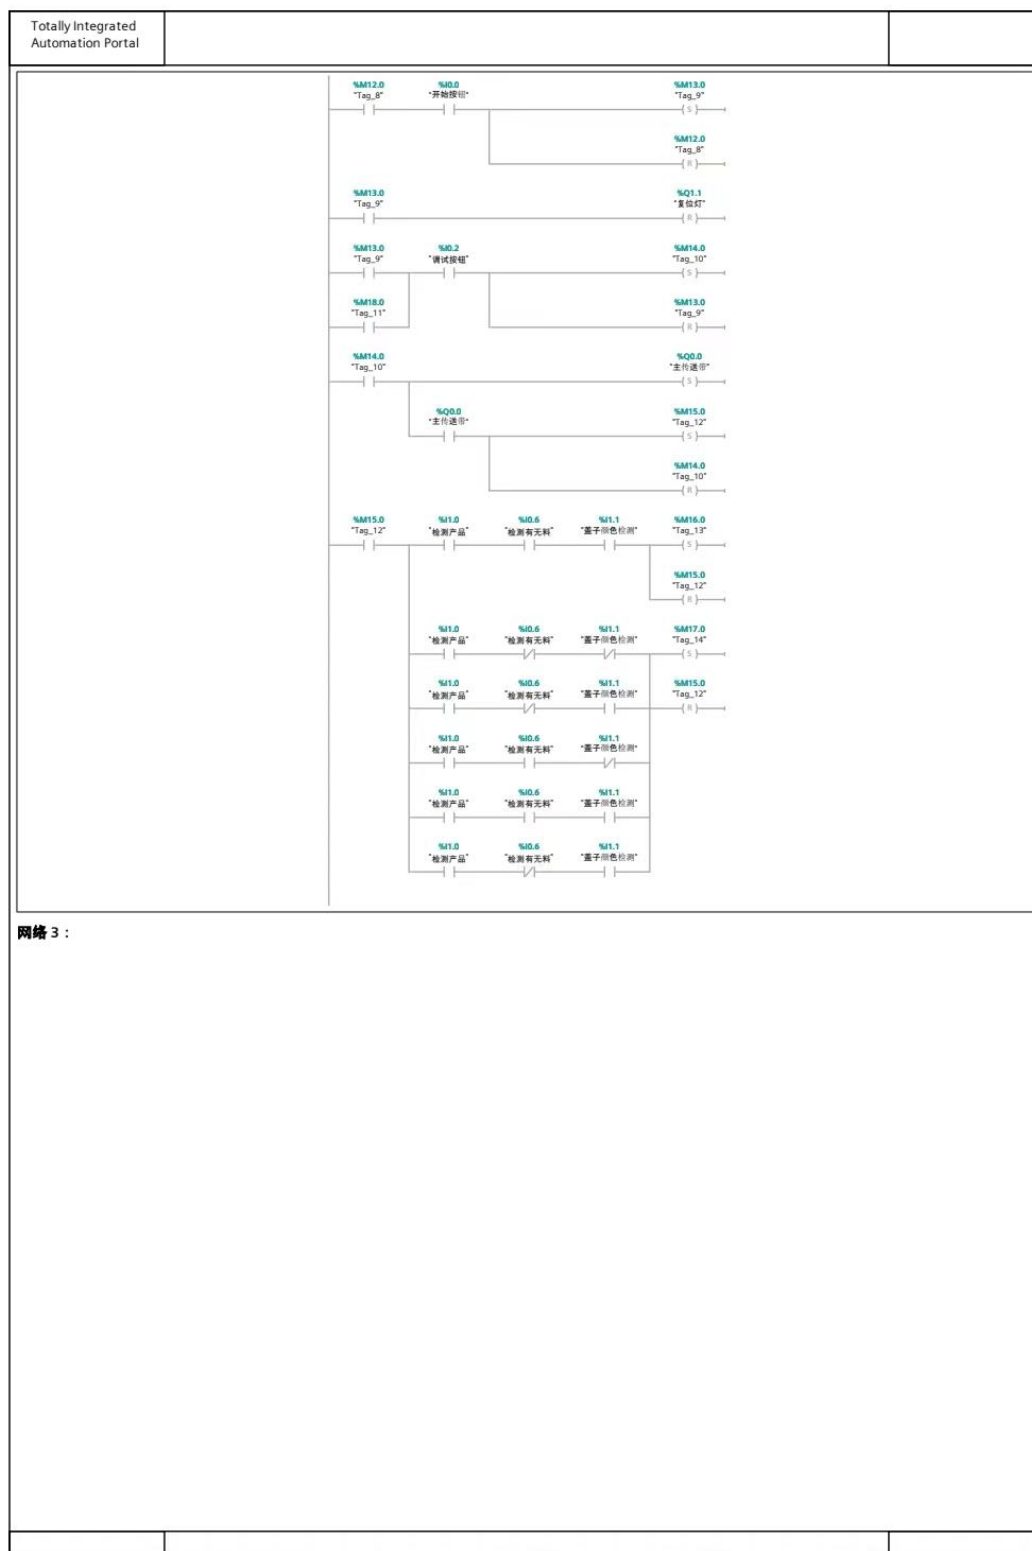 Totally Integrated
Automation Portal
%M12.0 %I0.0 %M13.0
"Tag_8" "开始按钮" "Tag_9"
S
%M12.0
"Tag_8"
R
%M13.0 %Q1.1
"Tag_9" "复位灯"
R
%M13.0 %I0.2 %M14.0
"Tag_9" "调试按钮" "Tag_10"
S
%M18.0 %M13.0
"Tag_11" "Tag_9"
R
%M14.0 %Q0.0
"Tag_10" "主传送带"
S
%Q0.0 %M15.0
"主传送带" "Tag_12"
S
%M14.0
"Tag_10"
R
%M15.0 %I1.0 %I0.6 %I1.1 %M16.0
"Tag_12" "检测产品" "检测有无料" "盖子颜色检测" "Tag_13"
S
%M15.0
"Tag_12"
R
%I1.0 %I0.6 %I1.1 %M17.0
"检测产品" "检测有无料" "盖子颜色检测" "Tag_14"
S
%I1.0 %I0.6 %I1.1 %M15.0
"检测产品" "检测有无料" "盖子颜色检测" "Tag_12"
R
%I1.0 %I0.6 %I1.1
"检测产品" "检测有无料" "盖子颜色检测"
%I1.0 %I0.6 %I1.1
"检测产品" "检测有无料" "盖子颜色检测"
%I1.0 %I0.6 %I1.1
"检测产品" "检测有无料" "盖子颜色检测"
网络 3：